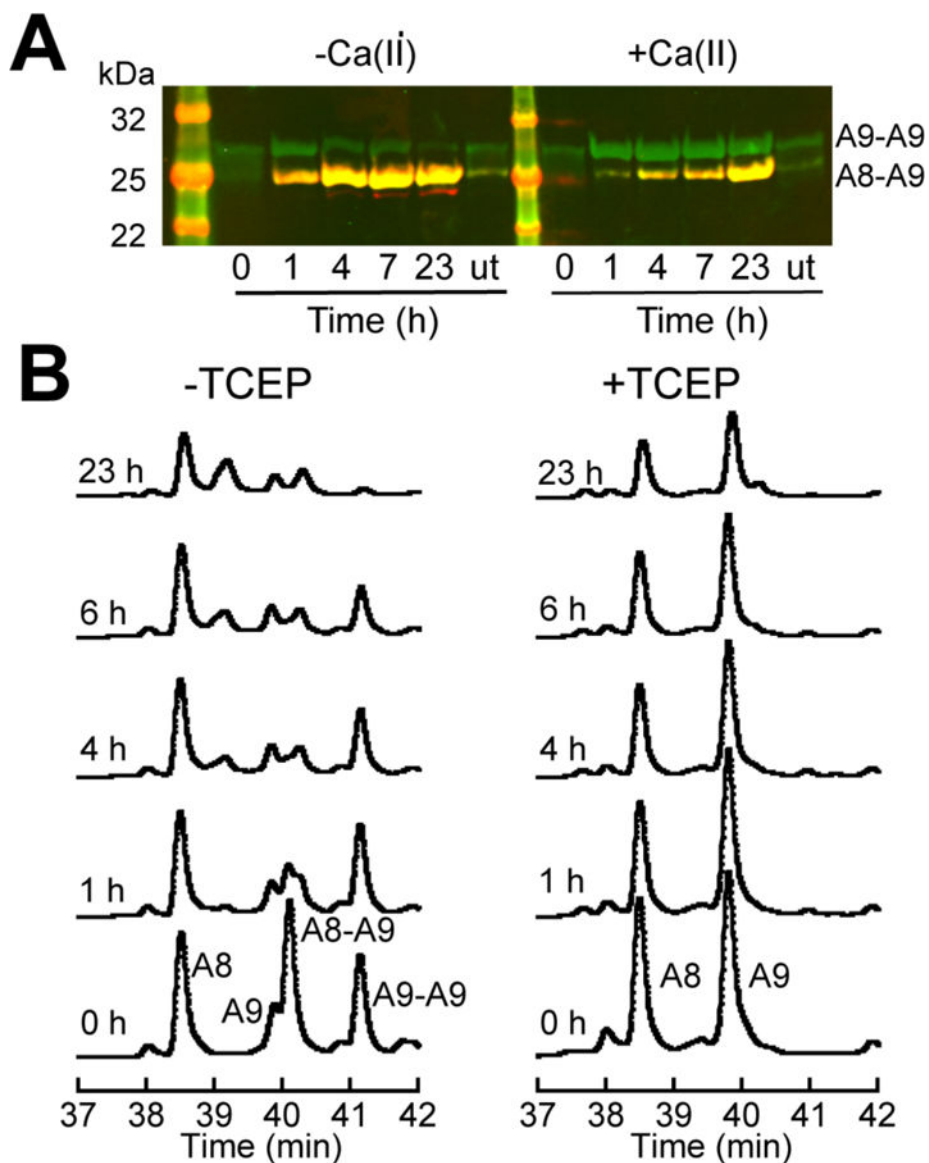 A
-Ca(II)
+Ca(II)
kDa
32
25
22
A9-A9
A8-A9
0 1 4 7 23 ut
0 1 4 7 23 ut
Time (h)
Time (h)
B
-TCEP
+TCEP
23 h
23 h
6 h
6 h
4 h
4 h
1 h
1 h
A8-A9
A8
A9
A9-A9
A8
A9
0 h
0 h
37 38 39 40 41 42
37 38 39 40 41 42
Time (min)
Time (min)